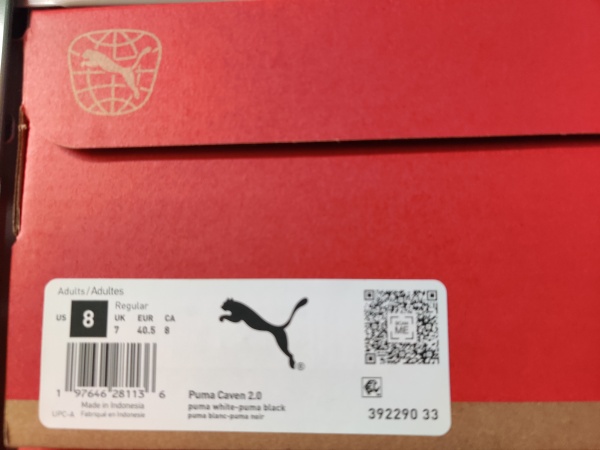 Adults/Adultes
Regular
US 8 UK EUR CA
7 40.5 8
1 97646 28113 6
Made in Indonesia
UPC-A Fabriqué en Indonésie
Puma Caven 2.0
puma white-puma black
puma blanc-puma noir
ME
392290 33